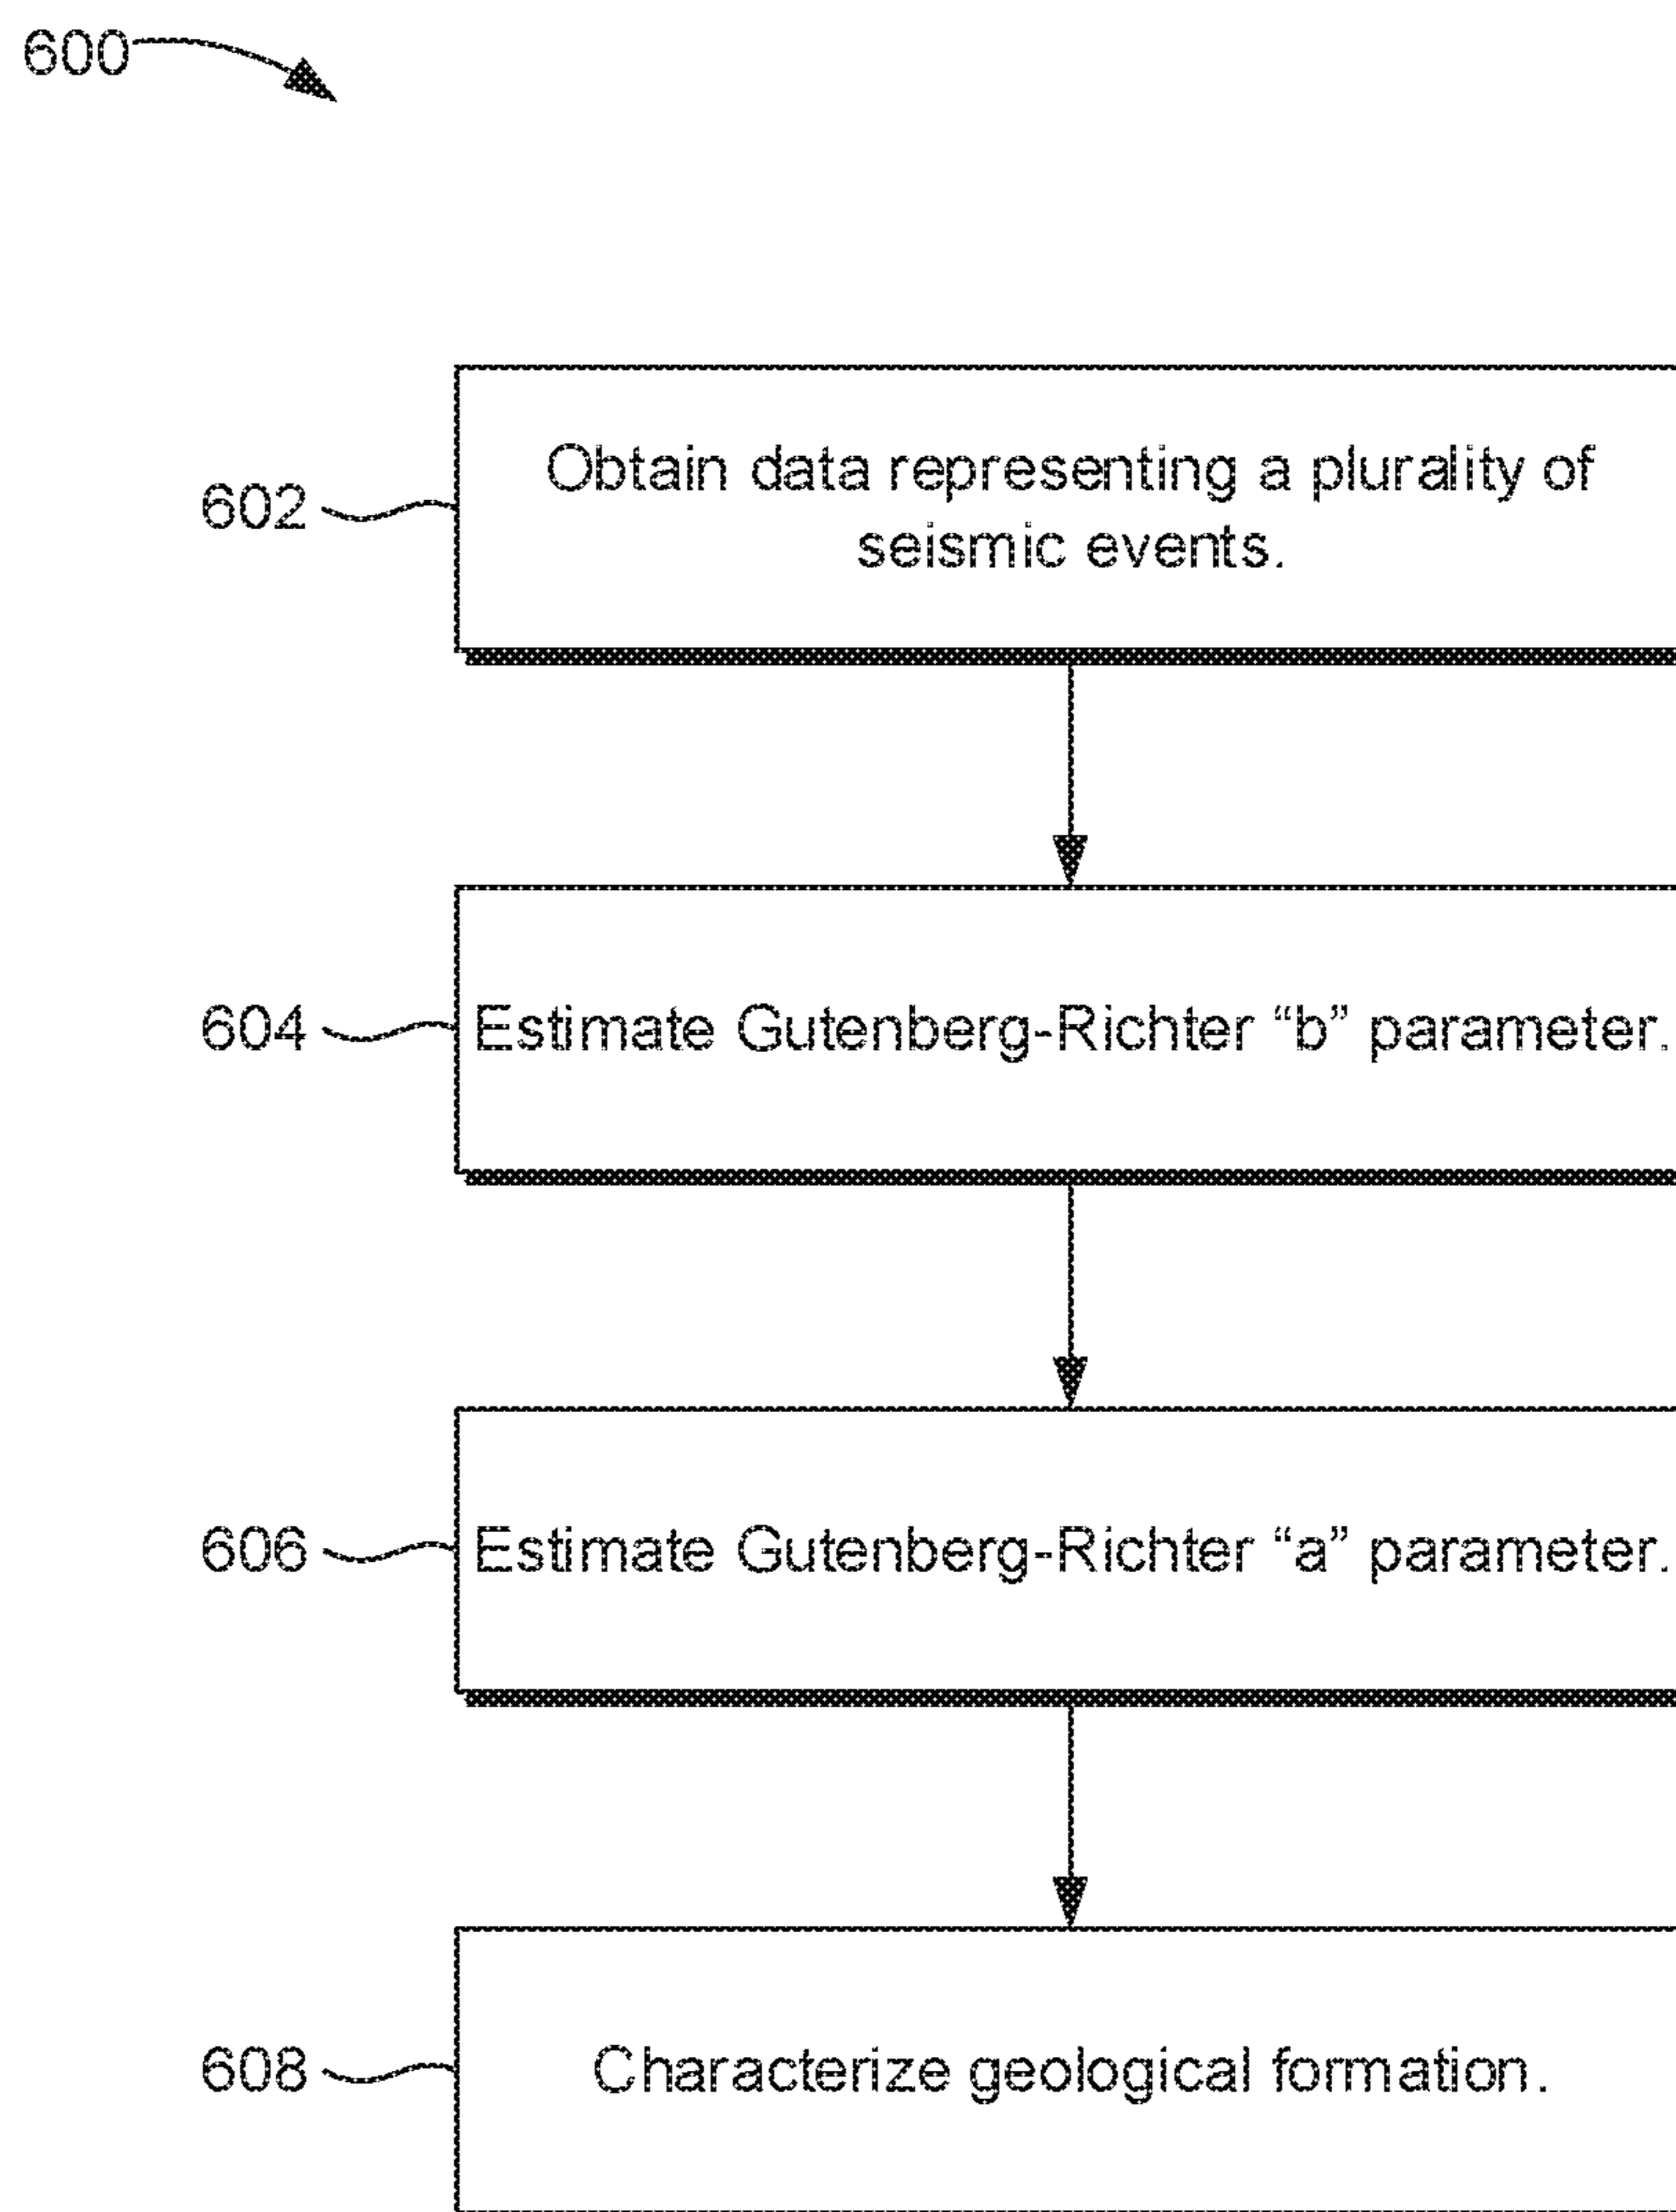 600
602
Obtain data representing a plurality of
seismic events.
604
Estimate Gutenberg-Richter “b” parameter.
606
Estimate Gutenberg-Richter “a” parameter.
608
Characterize geological formation.